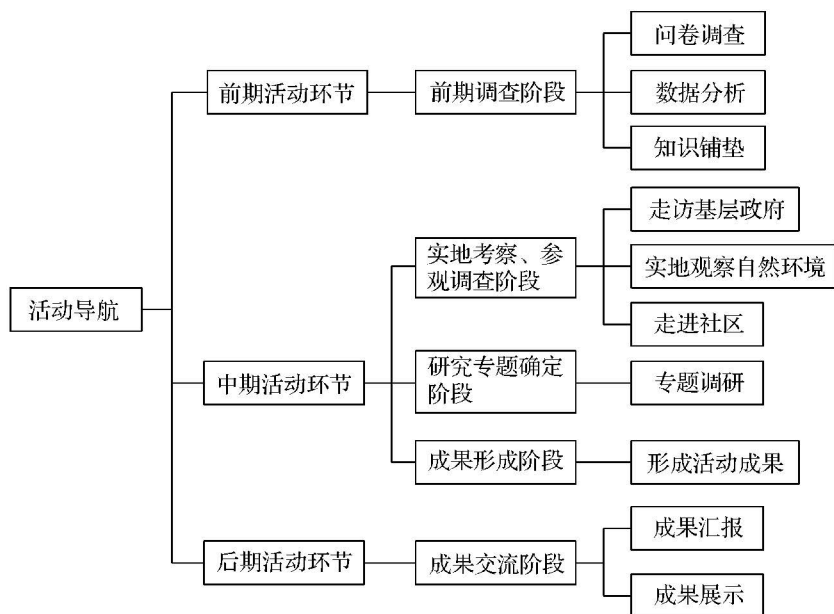 活动导航
前期活动环节
前期调查阶段
问卷调查
数据分析
知识铺垫
中期活动环节
实地考察、参
观调查阶段
走访基层政府
实地观察自然环境
走进社区
研究专题确定
阶段
专题调研
成果形成阶段
形成活动成果
后期活动环节
成果交流阶段
成果汇报
成果展示